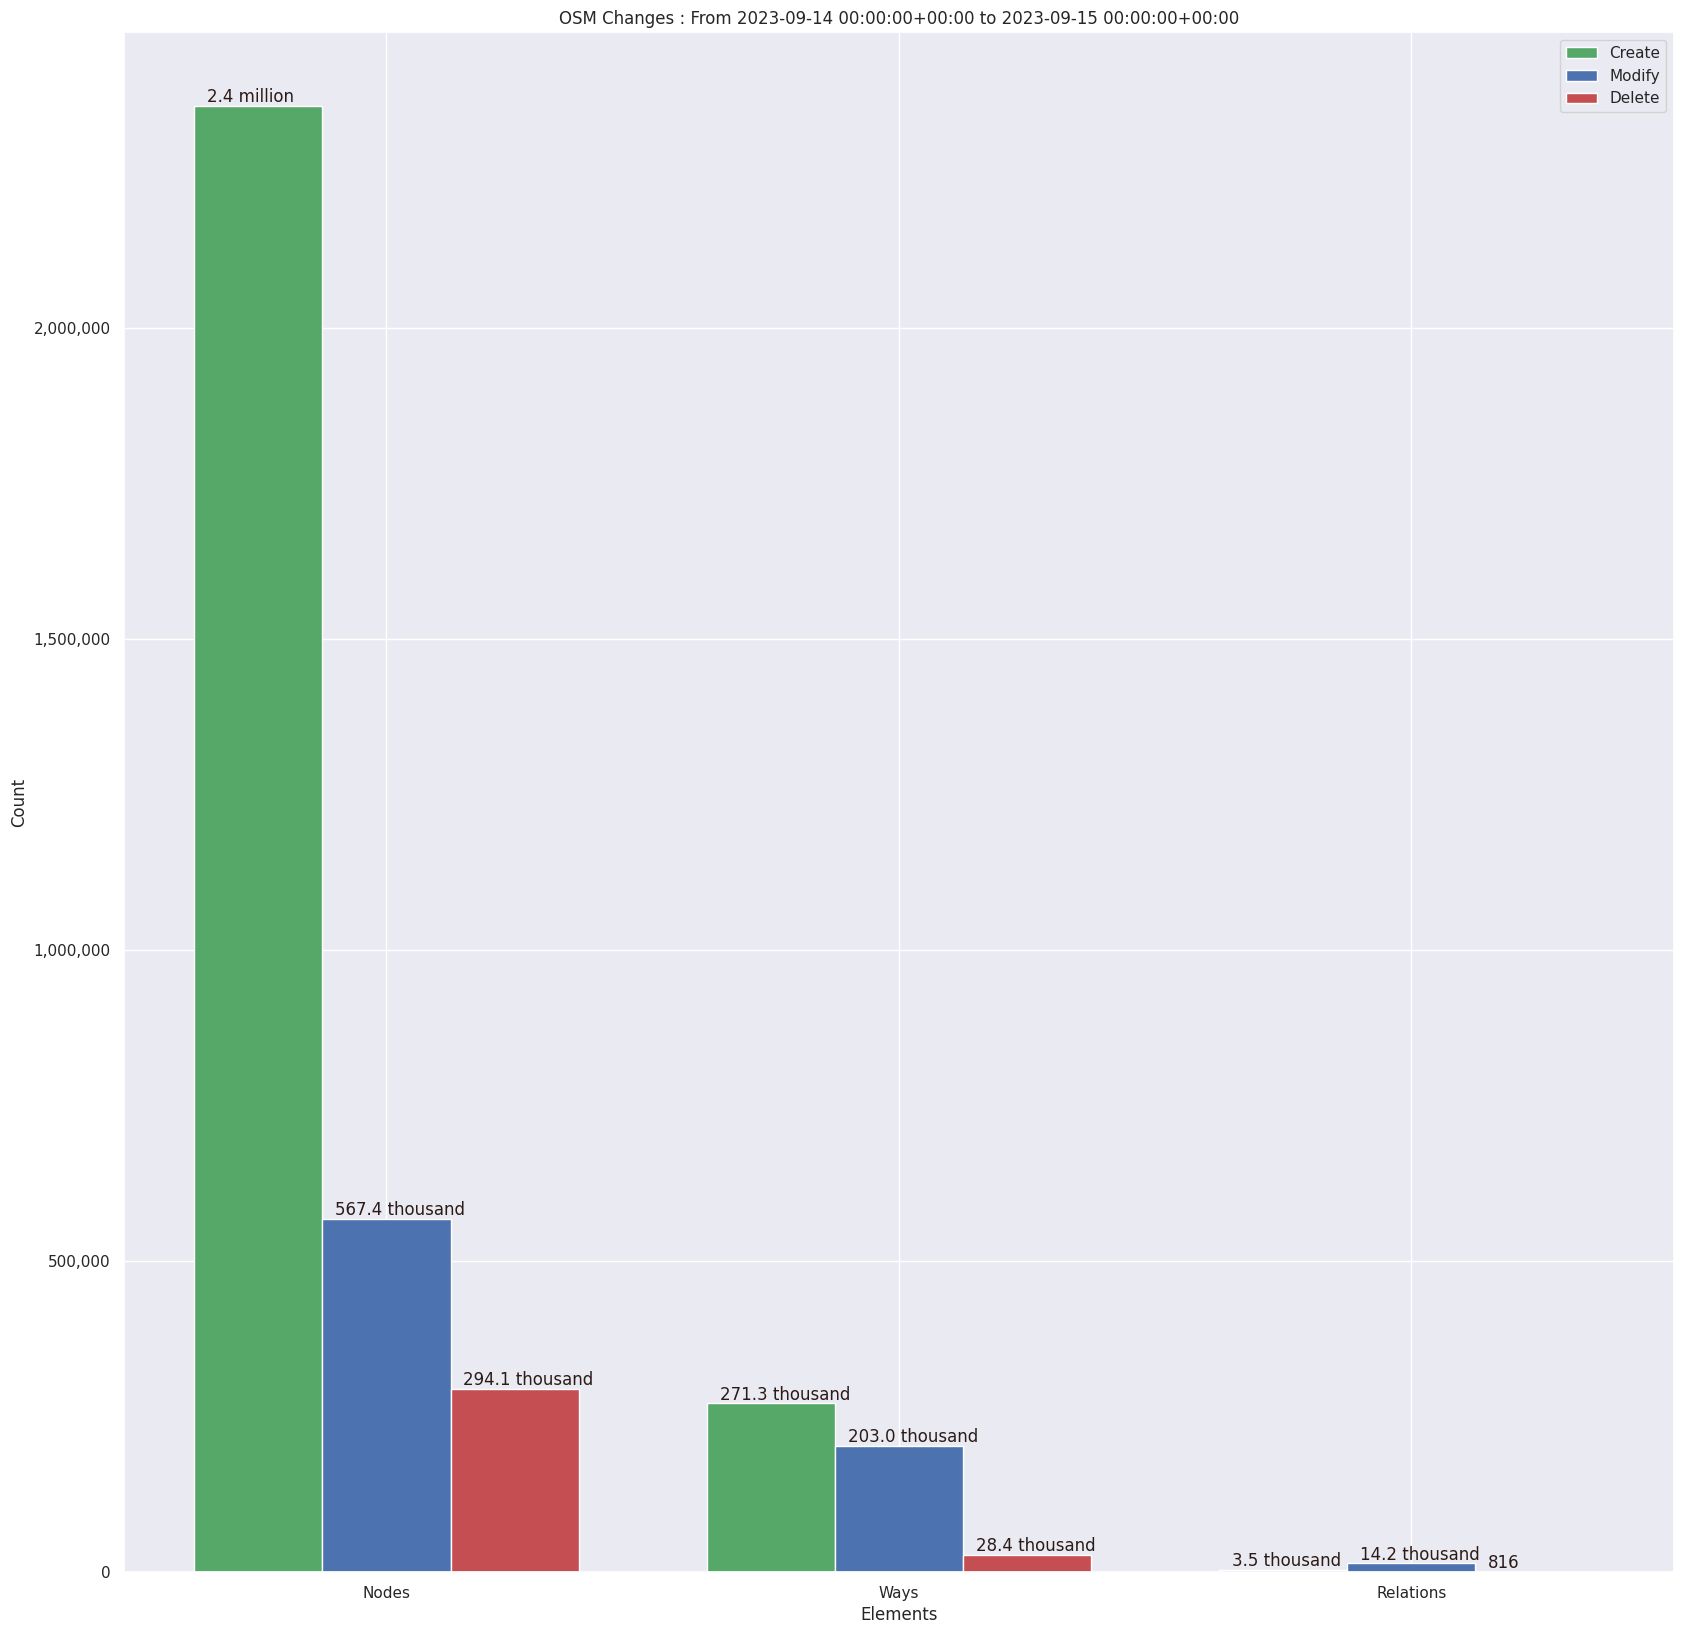 OSM Changes : From 2023-09-14 00:00:00+00:00 to 2023-09-15 00:00:00+00:00
Create
Modify
Delete
2.4 million
2,000,000
1,500,000
1,000,000
500,000
0
Count
567.4 thousand
294.1 thousand
271.3 thousand
203.0 thousand
28.4 thousand
3.5 thousand
14.2 thousand
816
Nodes
Ways
Relations
Elements